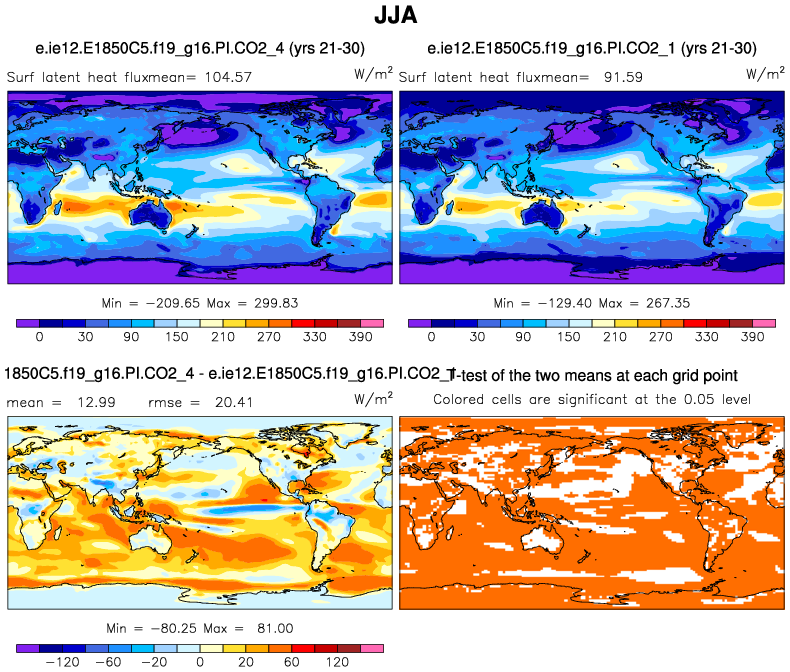 JJA
e.ie12.E1850C5.f19_g16.PI.CO2_4 (yrs 21-30)
e.ie12.E1850C5.f19_g16.PI.CO2_1 (yrs 21-30)
Surf latent heat fluxmean= 104.57 W/m²
Surf latent heat fluxmean= 91.59 W/m²
Min = -209.65 Max = 299.83
Min = -129.40 Max = 267.35
0 30 90 150 210 270 330 390
0 30 90 150 210 270 330 390
1850C5.f19_g16.PI.CO2_4 - e.ie12.E1850C5.f19_g16.PI.CO2_
T-test of the two means at each grid point
mean = 12.99 rmse = 20.41 W/m²
Colored cells are significant at the 0.05 level
Min = -80.25 Max = 81.00
-120 -60 -20 0 20 60 120